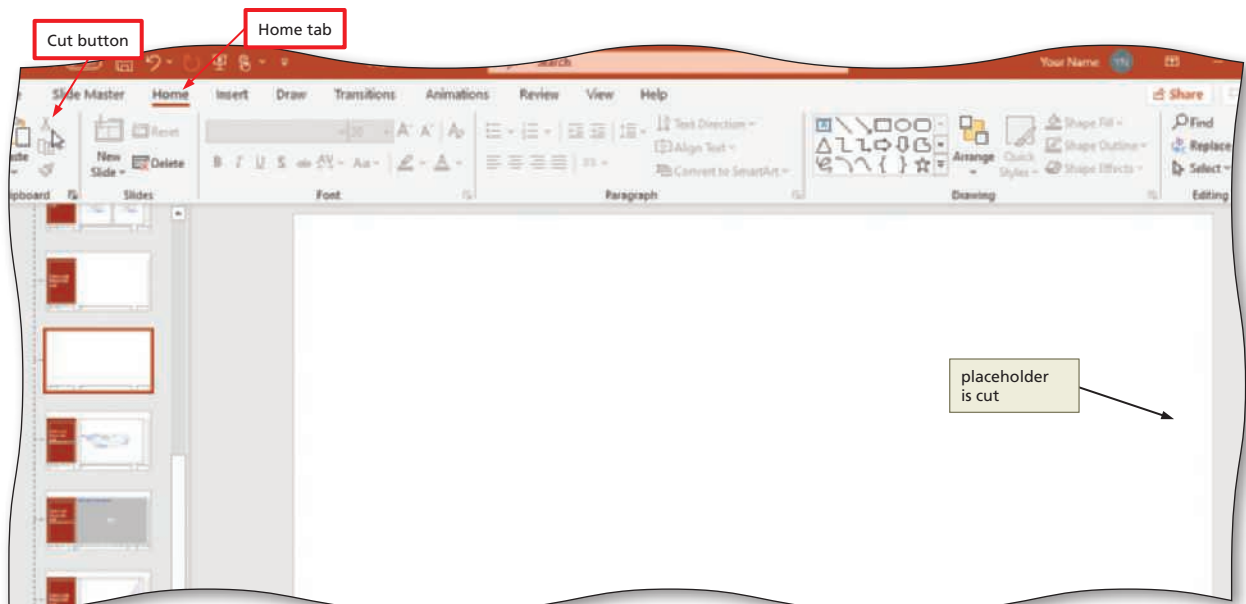 Cut button
Home tab
Your Name
YN
Slide Master Home Insert Draw Transitions Animations Review View Help
Share
New
Slide
Reset
Delete
Text Direction
Align Text
Convert to SmartArt
Arrange
Quick
Styles
Shape Fill
Shape Outline
Shape Effects
Find
Replace
Select
Slides
Font
Paragraph
Drawing
Editing
placeholder
is cut